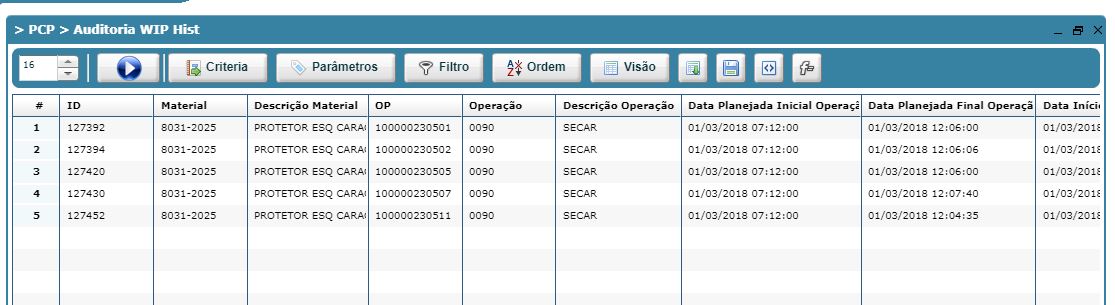 > PCP > Auditoria WIP Hist
16 Criteria Parâmetros Filtro Ordem Visão
# ID Material Descrição Material OP Operação Descrição Operação Data Planejada Inicial Operaçã Data Planejada Final Operaçã Data Iníci
1 127392 8031-2025 PROTETOR ESQ CARA 100000230501 0090 SECAR 01/03/2018 07:12:00 01/03/2018 12:06:00 01/03/2018
2 127394 8031-2025 PROTETOR ESQ CARA 100000230502 0090 SECAR 01/03/2018 07:12:00 01/03/2018 12:06:06 01/03/2018
3 127420 8031-2025 PROTETOR ESQ CARA 100000230505 0090 SECAR 01/03/2018 07:12:00 01/03/2018 12:06:00 01/03/2018
4 127430 8031-2025 PROTETOR ESQ CARA 100000230507 0090 SECAR 01/03/2018 07:12:00 01/03/2018 12:07:40 01/03/2018
5 127452 8031-2025 PROTETOR ESQ CARA 100000230511 0090 SECAR 01/03/2018 07:12:00 01/03/2018 12:04:35 01/03/2018